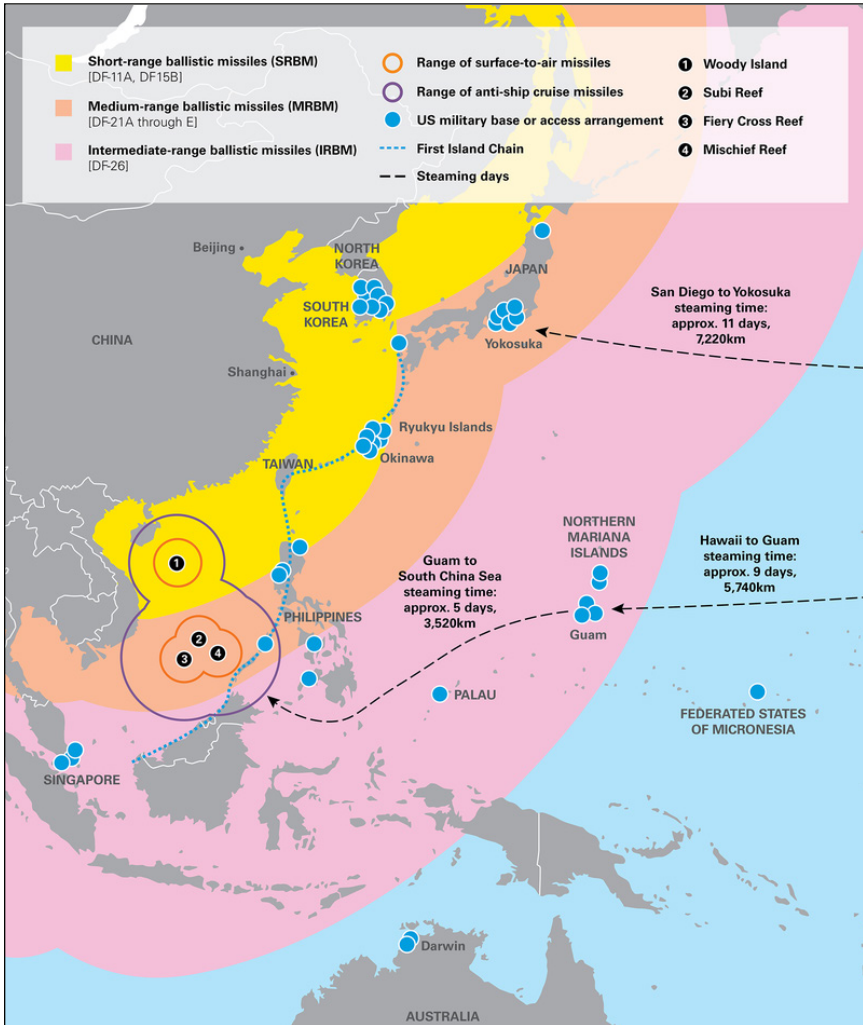 Short-range ballistic missiles (SRBM)
[DF-11A, DF15B]
Medium-range ballistic missiles (MRBM)
[DF-21A through E]
Intermediate-range ballistic missiles (IRBM)
[DF-26]
Range of surface-to-air missiles
Range of anti-ship cruise missiles
US military base or access arrangement
First Island Chain
Steaming days
1 Woody Island
2 Subi Reef
3 Fiery Cross Reef
4 Mischief Reef
Beijing
NORTH
KOREA
JAPAN
SOUTH
KOREA
San Diego to Yokosuka
steaming time:
approx. 11 days,
7,220km
CHINA
Yokosuka
Shanghai
Ryukyu Islands
Okinawa
TAIWAN
NORTHERN
MARIANA
ISLANDS
Hawaii to Guam
steaming time:
approx. 9 days,
5,740km
Guam to
South China Sea
steaming time:
approx. 5 days,
3,520km
1
PHILIPPINES
Guam
2
3
4
PALAU
FEDERATED STATES
OF MICRONESIA
SINGAPORE
Darwin
AUSTRALIA